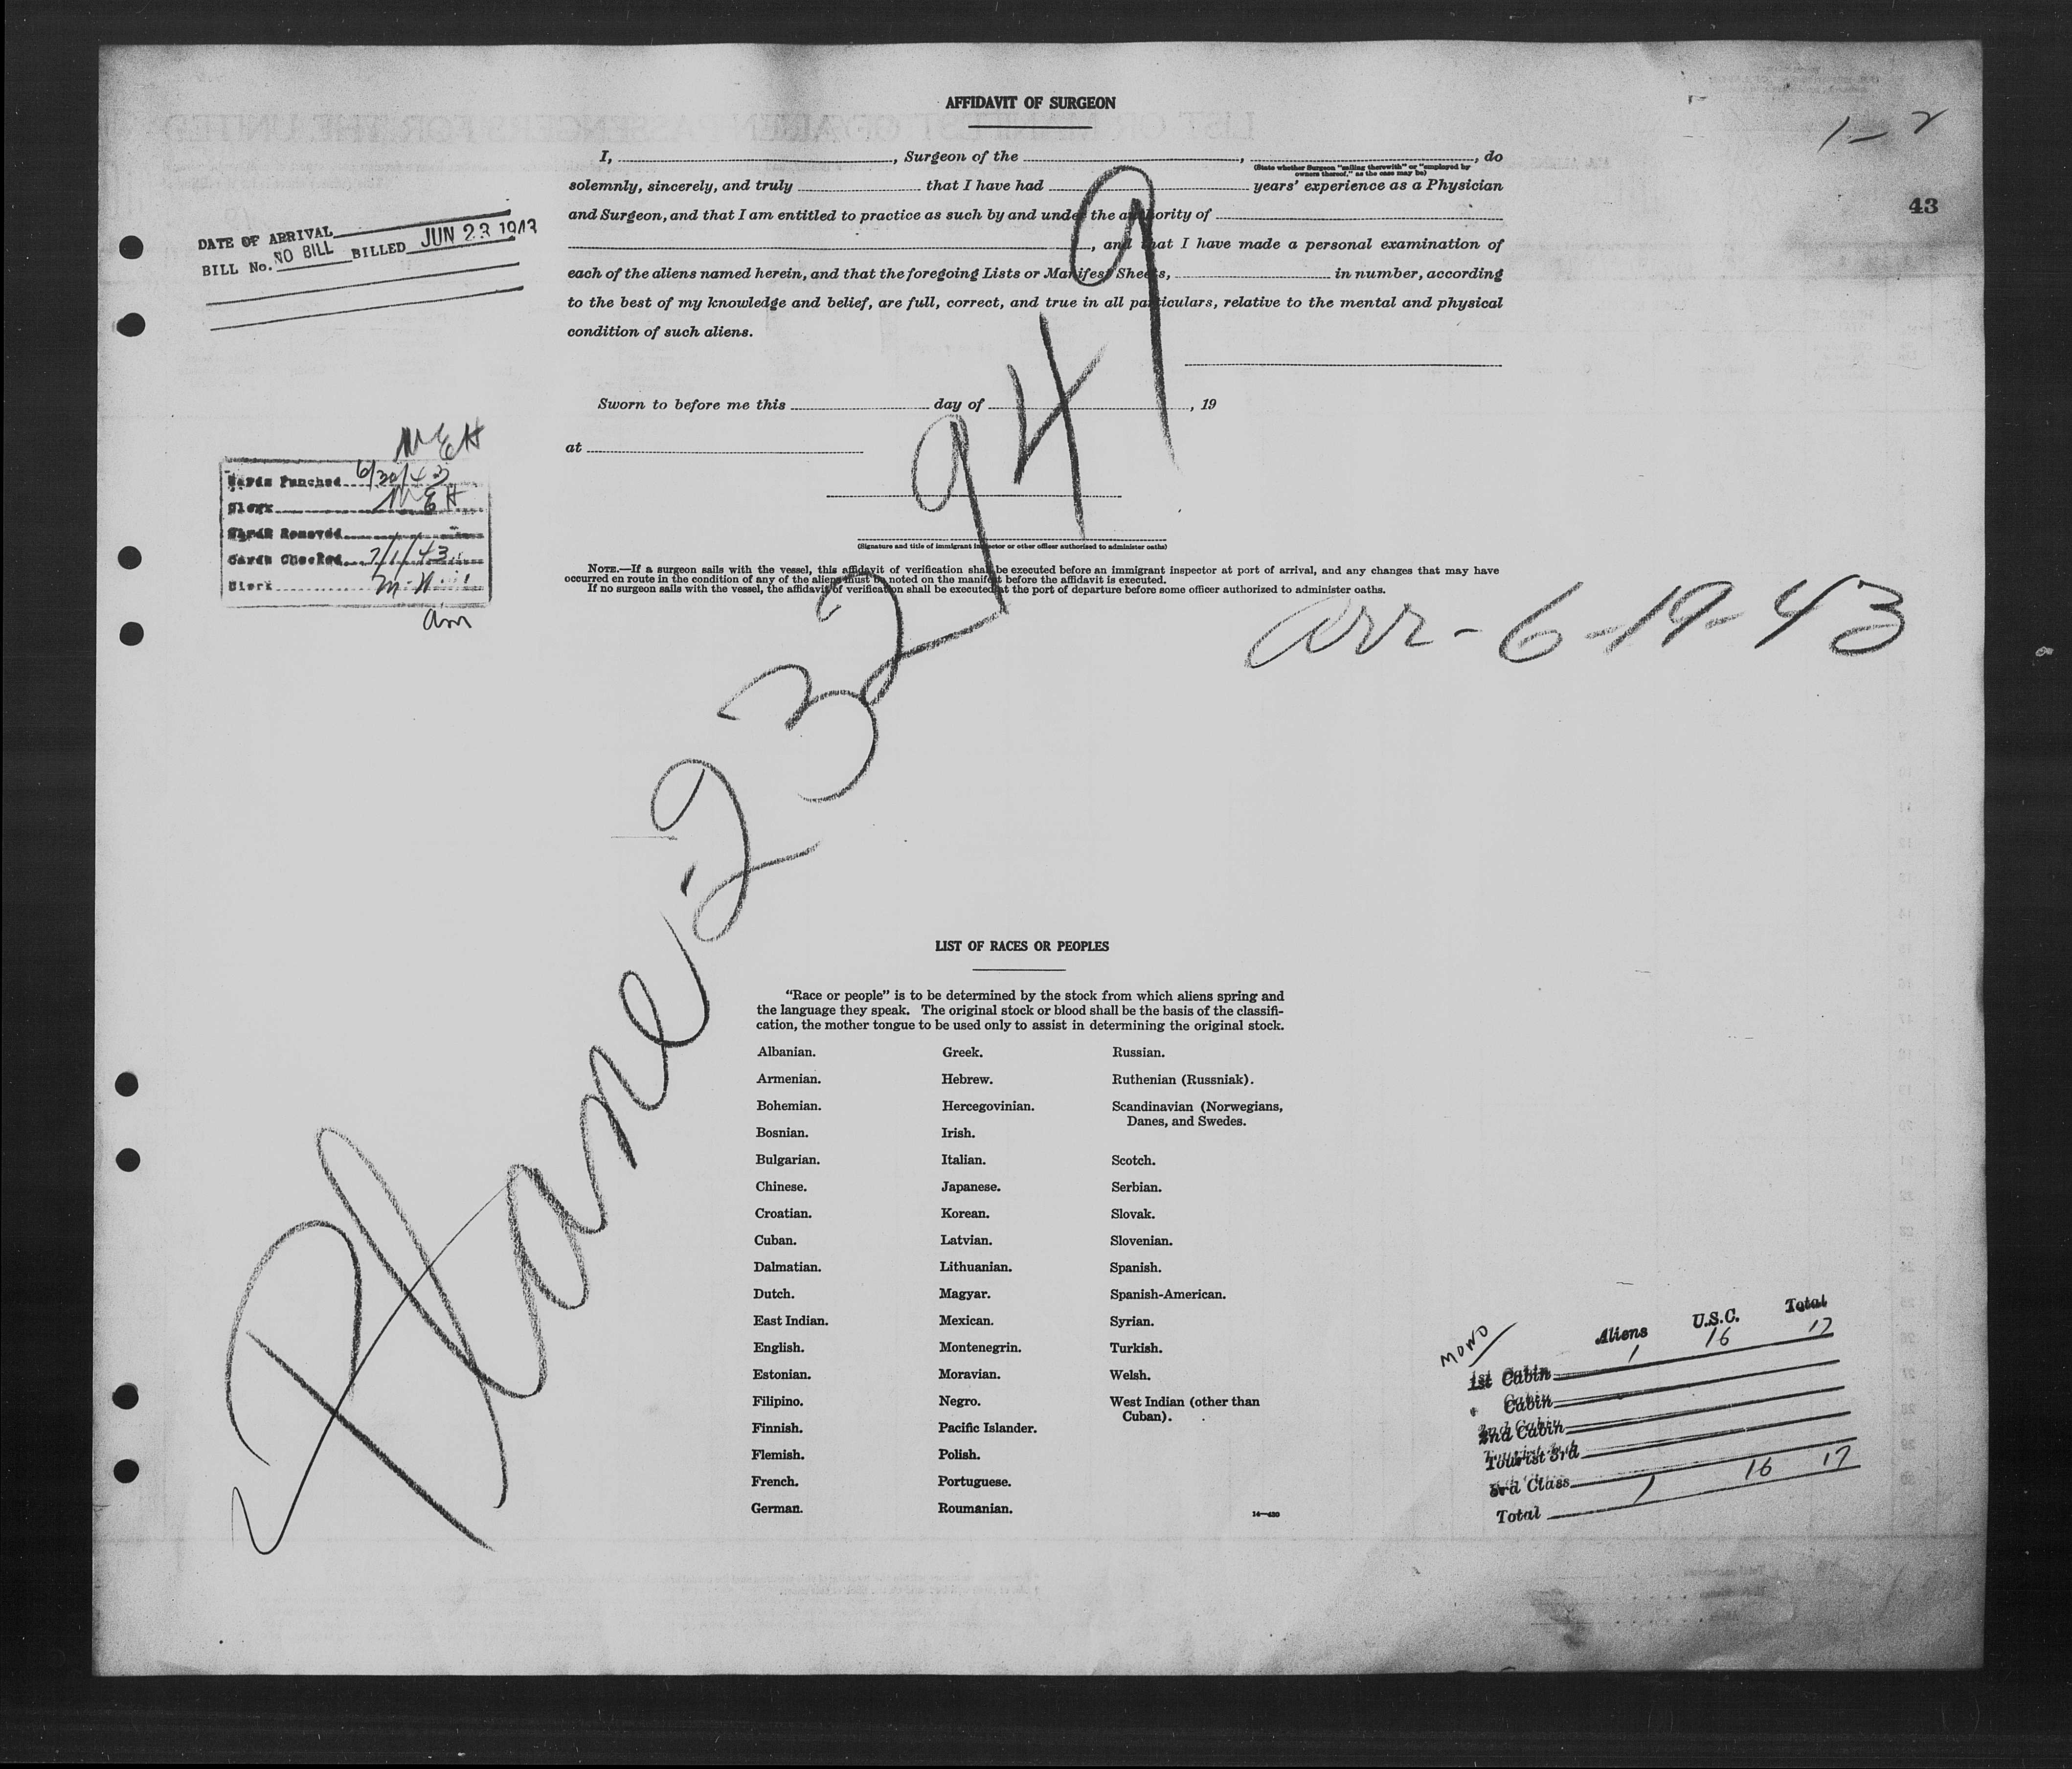 AFFIDAVIT OF SURGEON
1 - 2
43
I, , Surgeon of the , , do
(State whether Surgeon "sailing therewith" or "employed by
owners thereof," as the case may be)
solemnly, sincerely, and truly that I have had years' experience as a Physician
and Surgeon, and that I am entitled to practice as such by and under the authority of
, and that I have made a personal examination of
each of the aliens named herein, and that the foregoing Lists or Manifest Sheets, in number, according
to the best of my knowledge and belief, are full, correct, and true in all particulars, relative to the mental and physical
condition of such aliens.
DATE OF ARRIVAL
BILL No. NO BILL BILLED JUN 23 1943
Sworn to before me this day of , 19
at
(Signature and title of immigrant inspector or other officer authorized to administer oaths)
NOTE.—If a surgeon sails with the vessel, this affidavit of verification shall be executed before an immigrant inspector at port of arrival, and any changes that may have
occurred en route in the condition of any of the aliens must be noted on the manifest before the affidavit is executed.
If no surgeon sails with the vessel, the affidavit of verification shall be executed at the port of departure before some officer authorized to administer oaths.
MEH
Cards Punched 6/30/43
Clerk MEH
Cards Removed
Cards Checked 7/1/43
Clerk
arr - 6-19-43
Plane 232949
LIST OF RACES OR PEOPLES
"Race or people" is to be determined by the stock from which aliens spring and
the language they speak. The original stock or blood shall be the basis of the classifi-
cation, the mother tongue to be used only to assist in determining the original stock.
Albanian. Greek. Russian.
Armenian. Hebrew. Ruthenian (Russniak).
Bohemian. Hercegovinian. Scandinavian (Norwegians,
Danes, and Swedes.
Bosnian. Irish.
Bulgarian. Italian. Scotch.
Chinese. Japanese. Serbian.
Croatian. Korean. Slovak.
Cuban. Latvian. Slovenian.
Dalmatian. Lithuanian. Spanish.
Dutch. Magyar. Spanish-American.
East Indian. Mexican. Syrian.
English. Montenegrin. Turkish.
Estonian. Moravian. Welsh.
Filipino. Negro. West Indian (other than
Cuban).
Finnish. Pacific Islander.
Flemish. Polish.
French. Portuguese.
German. Roumanian.
14—430
MONO
Aliens U.S.C. Total
1st Cabin 1 16 17
Cabin
2nd Cabin
Tourist 3rd
3rd Class
Total 1 16 17